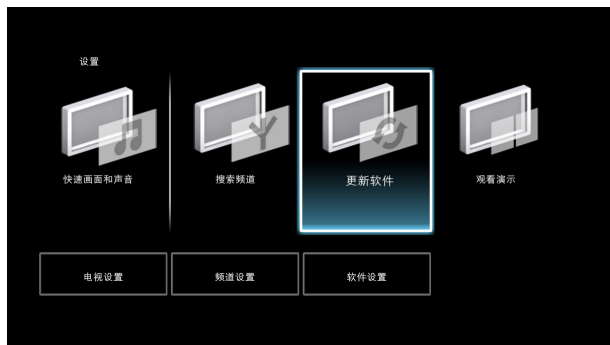 设置
快速画面和声音
搜索频道
更新软件
观看演示
电视设置
频道设置
软件设置